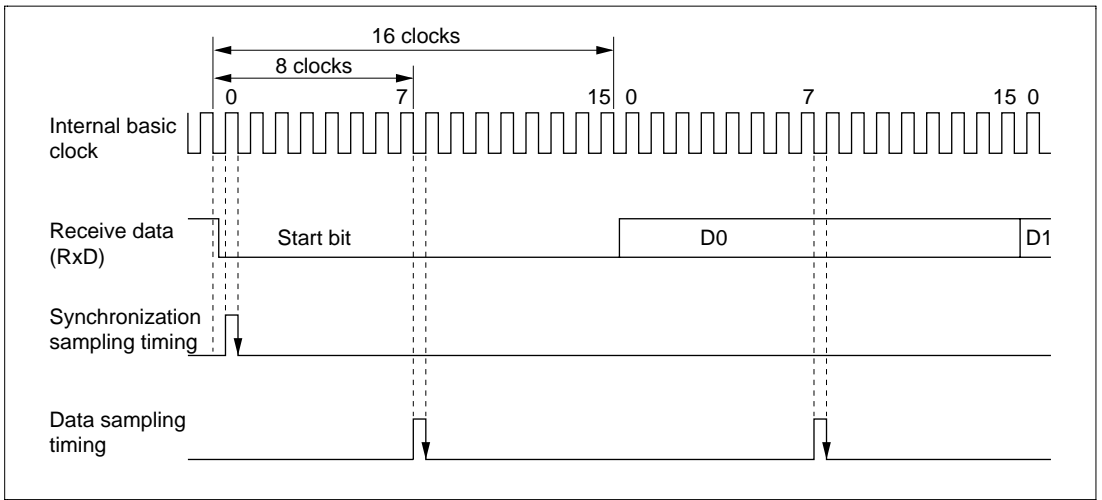 16 clocks
8 clocks
0 7 15 0 7 15 0
Internal basic
clock
Receive data
(RxD)
Start bit D0 D1
Synchronization
sampling timing
Data sampling
timing